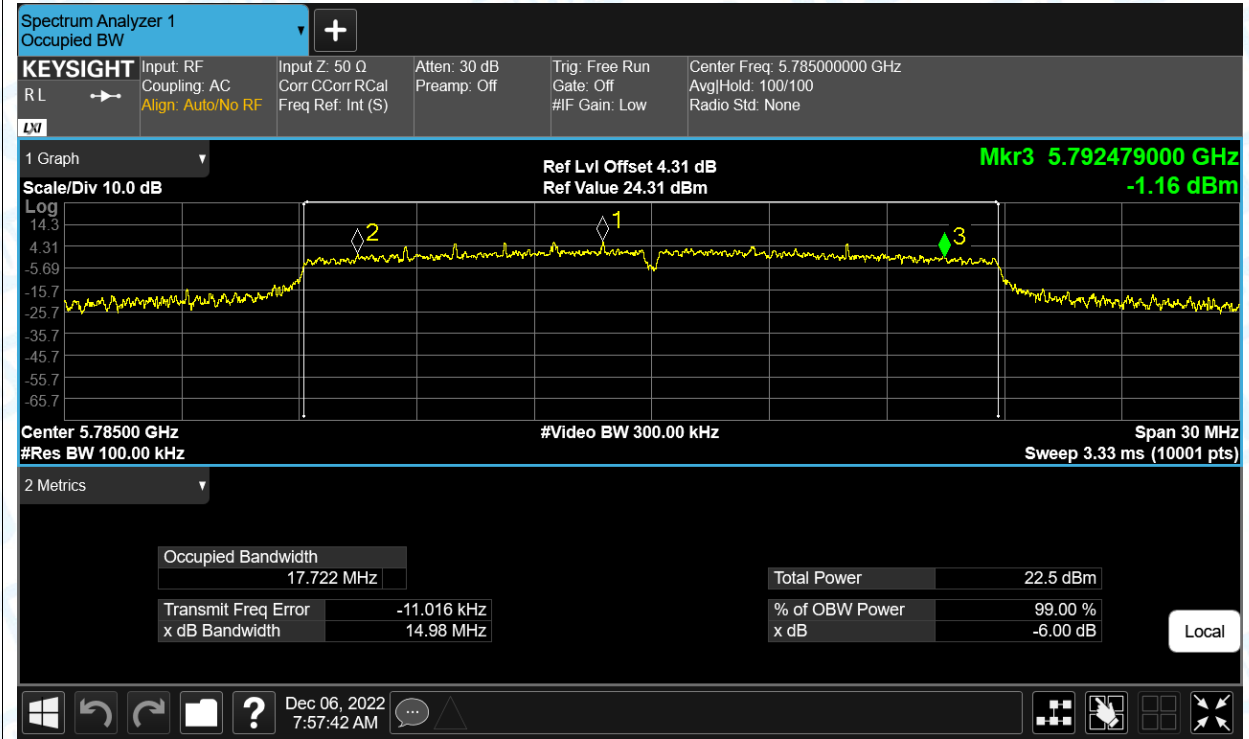 Spectrum Analyzer 1
Occupied BW
KEYSIGHT
R L
LXI
Input: RF
Coupling: AC
Align: Auto/No RF
Input Z: 50 Ω
Corr CCorr RCal
Freq Ref: Int (S)
Atten: 30 dB
Preamp: Off
Trig: Free Run
Gate: Off
#IF Gain: Low
Center Freq: 5.785000000 GHz
Avg|Hold: 100/100
Radio Std: None
1 Graph
Scale/Div 10.0 dB
Ref Lvl Offset 4.31 dB
Ref Value 24.31 dBm
Mkr3 5.792479000 GHz
-1.16 dBm
Log
14.3
4.31
-5.69
-15.7
-25.7
-35.7
-45.7
-55.7
-65.7
2
1
3
Center 5.78500 GHz
#Res BW 100.00 kHz
#Video BW 300.00 kHz
Span 30 MHz
Sweep 3.33 ms (10001 pts)
2 Metrics
Occupied Bandwidth
17.722 MHz
Transmit Freq Error -11.016 kHz
x dB Bandwidth 14.98 MHz
Total Power 22.5 dBm
% of OBW Power 99.00 %
x dB -6.00 dB
Local
?
Dec 06, 2022
7:57:42 AM